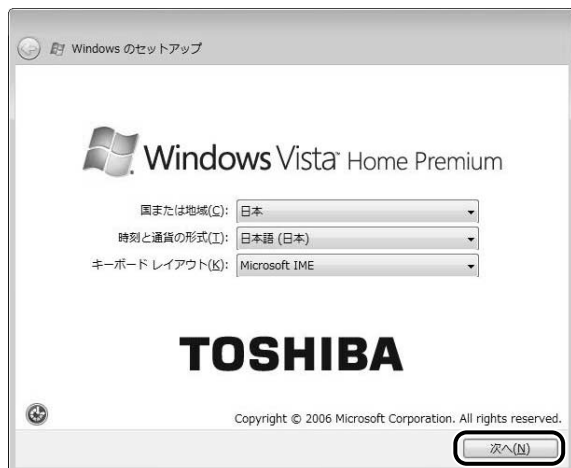 Windows のセットアップ
Windows Vista™ Home Premium
国または地域(C): 日本
時刻と通貨の形式(T): 日本語 (日本)
キーボード レイアウト(K): Microsoft IME
TOSHIBA
Copyright © 2006 Microsoft Corporation. All rights reserved.
次へ(N)